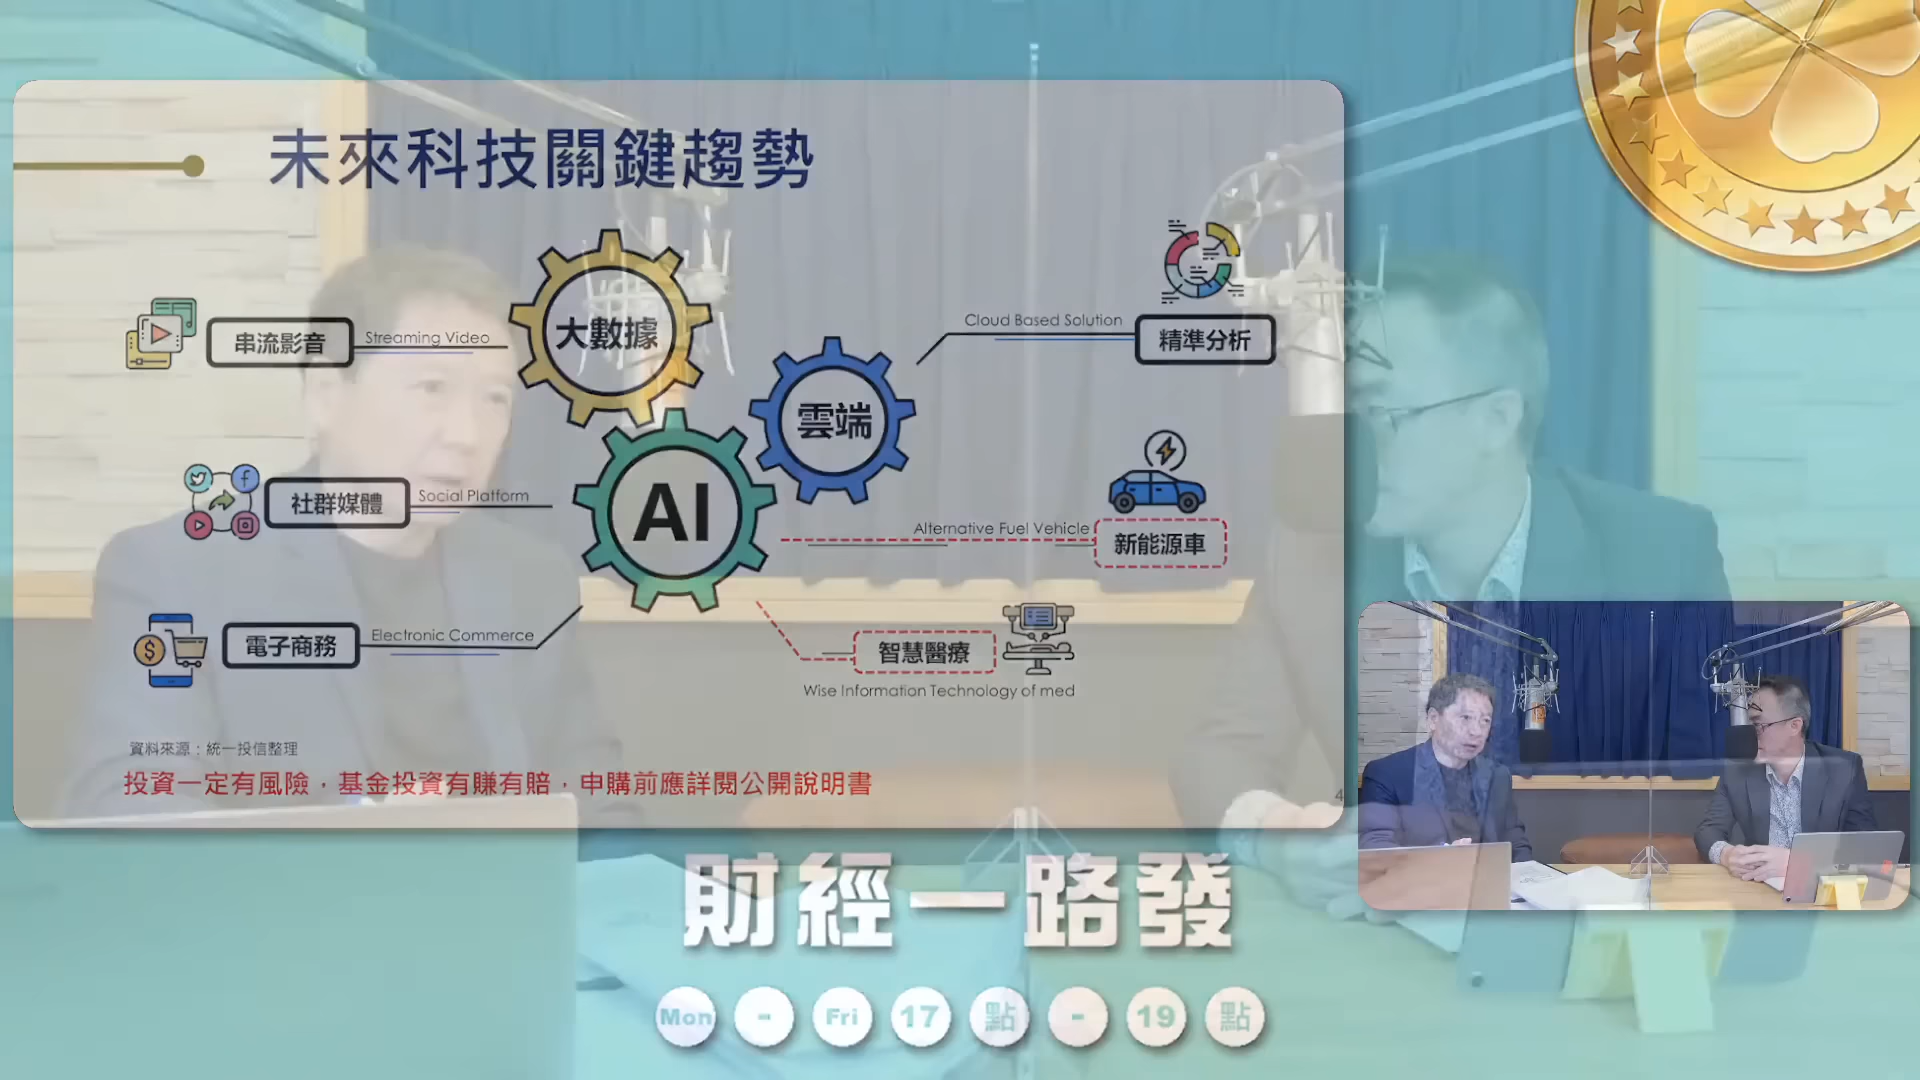 未來科技關鍵趨勢
大數據
串流影音
Streaming Video
Cloud Based Solution
精準分析
雲端
AI
社群媒體
Social Platform
Alternative Fuel Vehicle
新能源車
電子商務
Electronic Commerce
智慧醫療
Wise Information Technology of med
資料來源：統一投信整理
投資一定有風險，基金投資有賺有賠，申購前應詳閱公開說明書
4
財經一路發
Mon - Fri 17 點 - 19 點